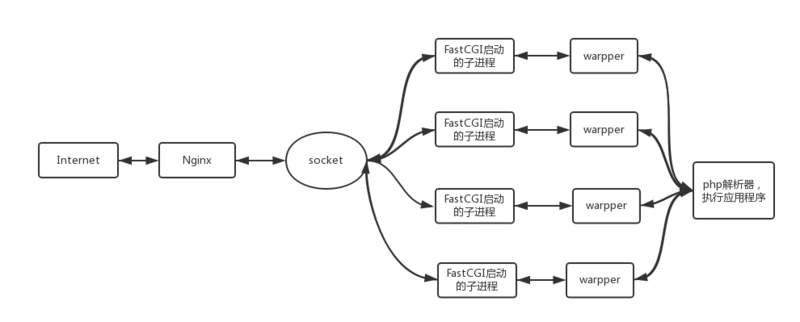 Internet
Nginx
socket
FastCGI启动
的子进程
warpper
FastCGI启动
的子进程
warpper
FastCGI启动
的子进程
warpper
FastCGI启动
的子进程
warpper
php解析器，
执行应用程序